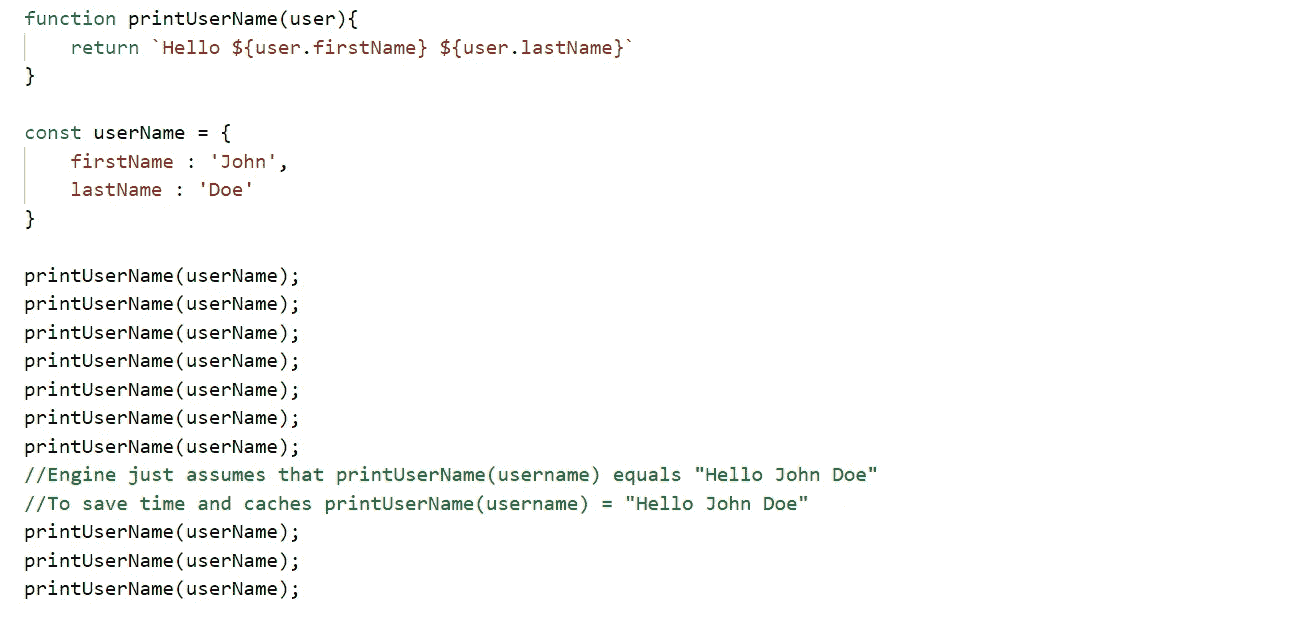 function printUserName(user){
    return `Hello ${user.firstName} ${user.lastName}`
}
const userName = {
    firstName : 'John',
    lastName : 'Doe'
}
printUserName(userName);
printUserName(userName);
printUserName(userName);
printUserName(userName);
printUserName(userName);
printUserName(userName);
printUserName(userName);
//Engine just assumes that printUserName(username) equals "Hello John Doe"
//To save time and caches printUserName(username) = "Hello John Doe"
printUserName(userName);
printUserName(userName);
printUserName(userName);